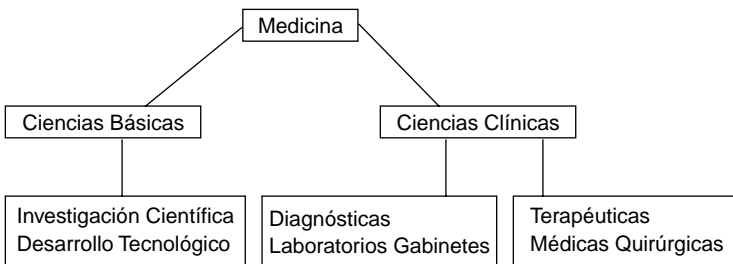 Medicina
Ciencias Básicas
Ciencias Clínicas
Investigación Científica
Desarrollo Tecnológico
Diagnósticas
Laboratorios Gabinetes
Terapéuticas
Médicas Quirúrgicas